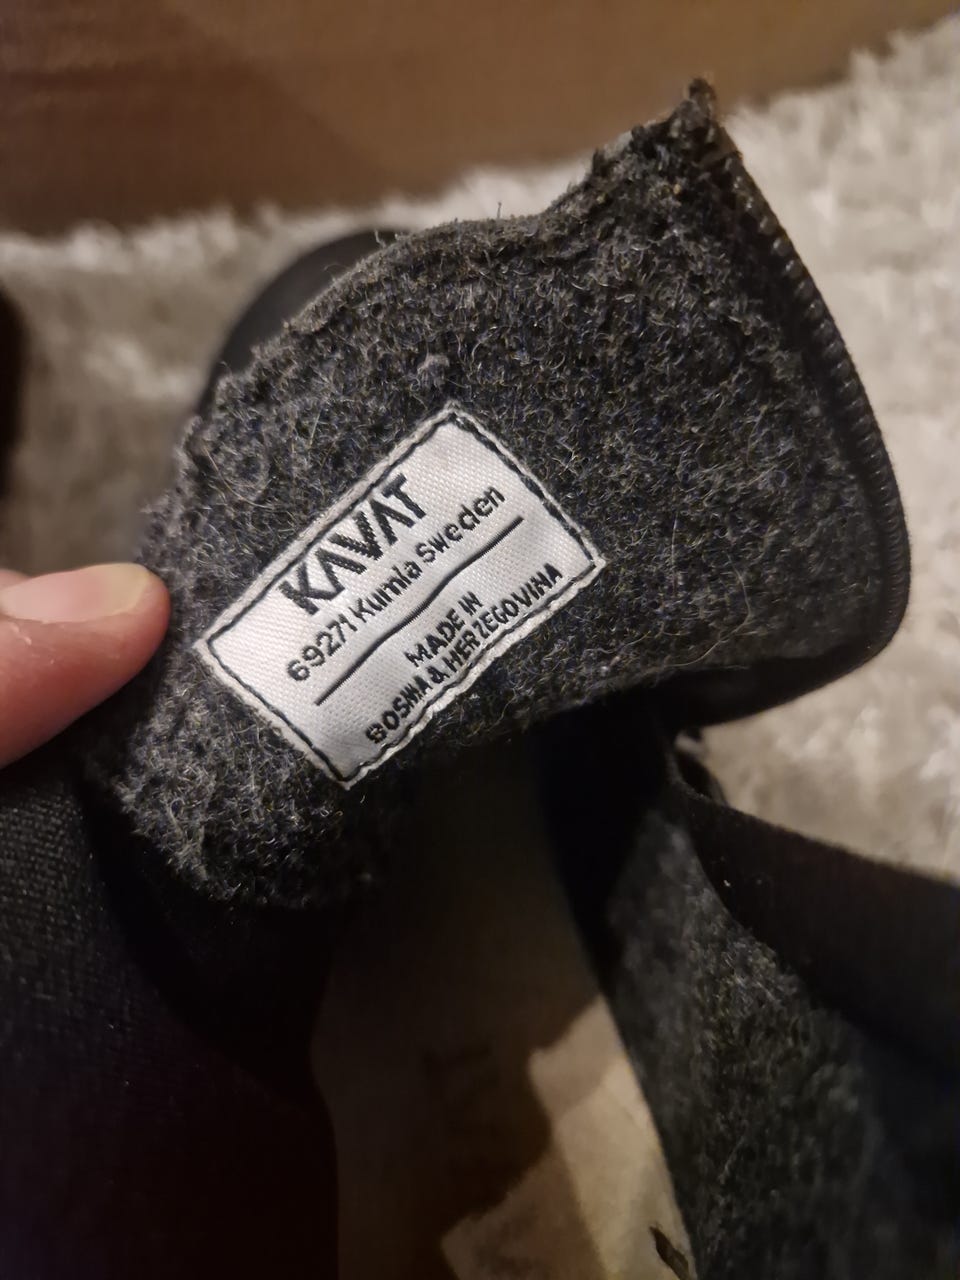 KAVAT
69271 Kumla Sweden
MADE IN
BOSNIA & HERZEGOVINA